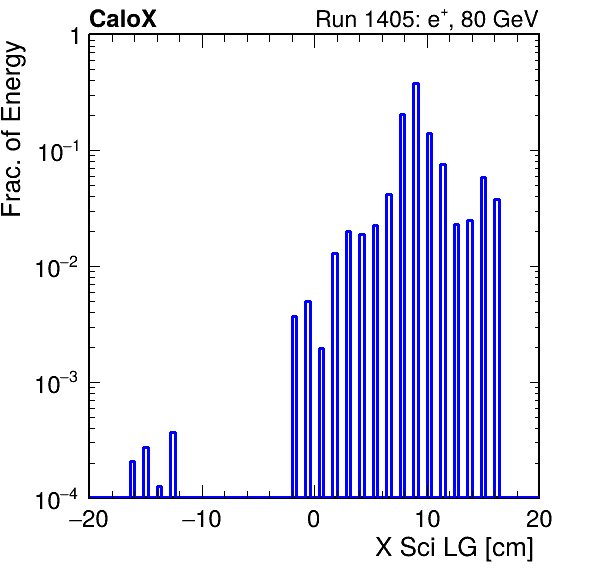 CaloX Run 1405: e⁺, 80 GeV
Frac. of Energy
1
10⁻¹
10⁻²
10⁻³
10⁻⁴
−20 −10 0 10 20
X Sci LG [cm]